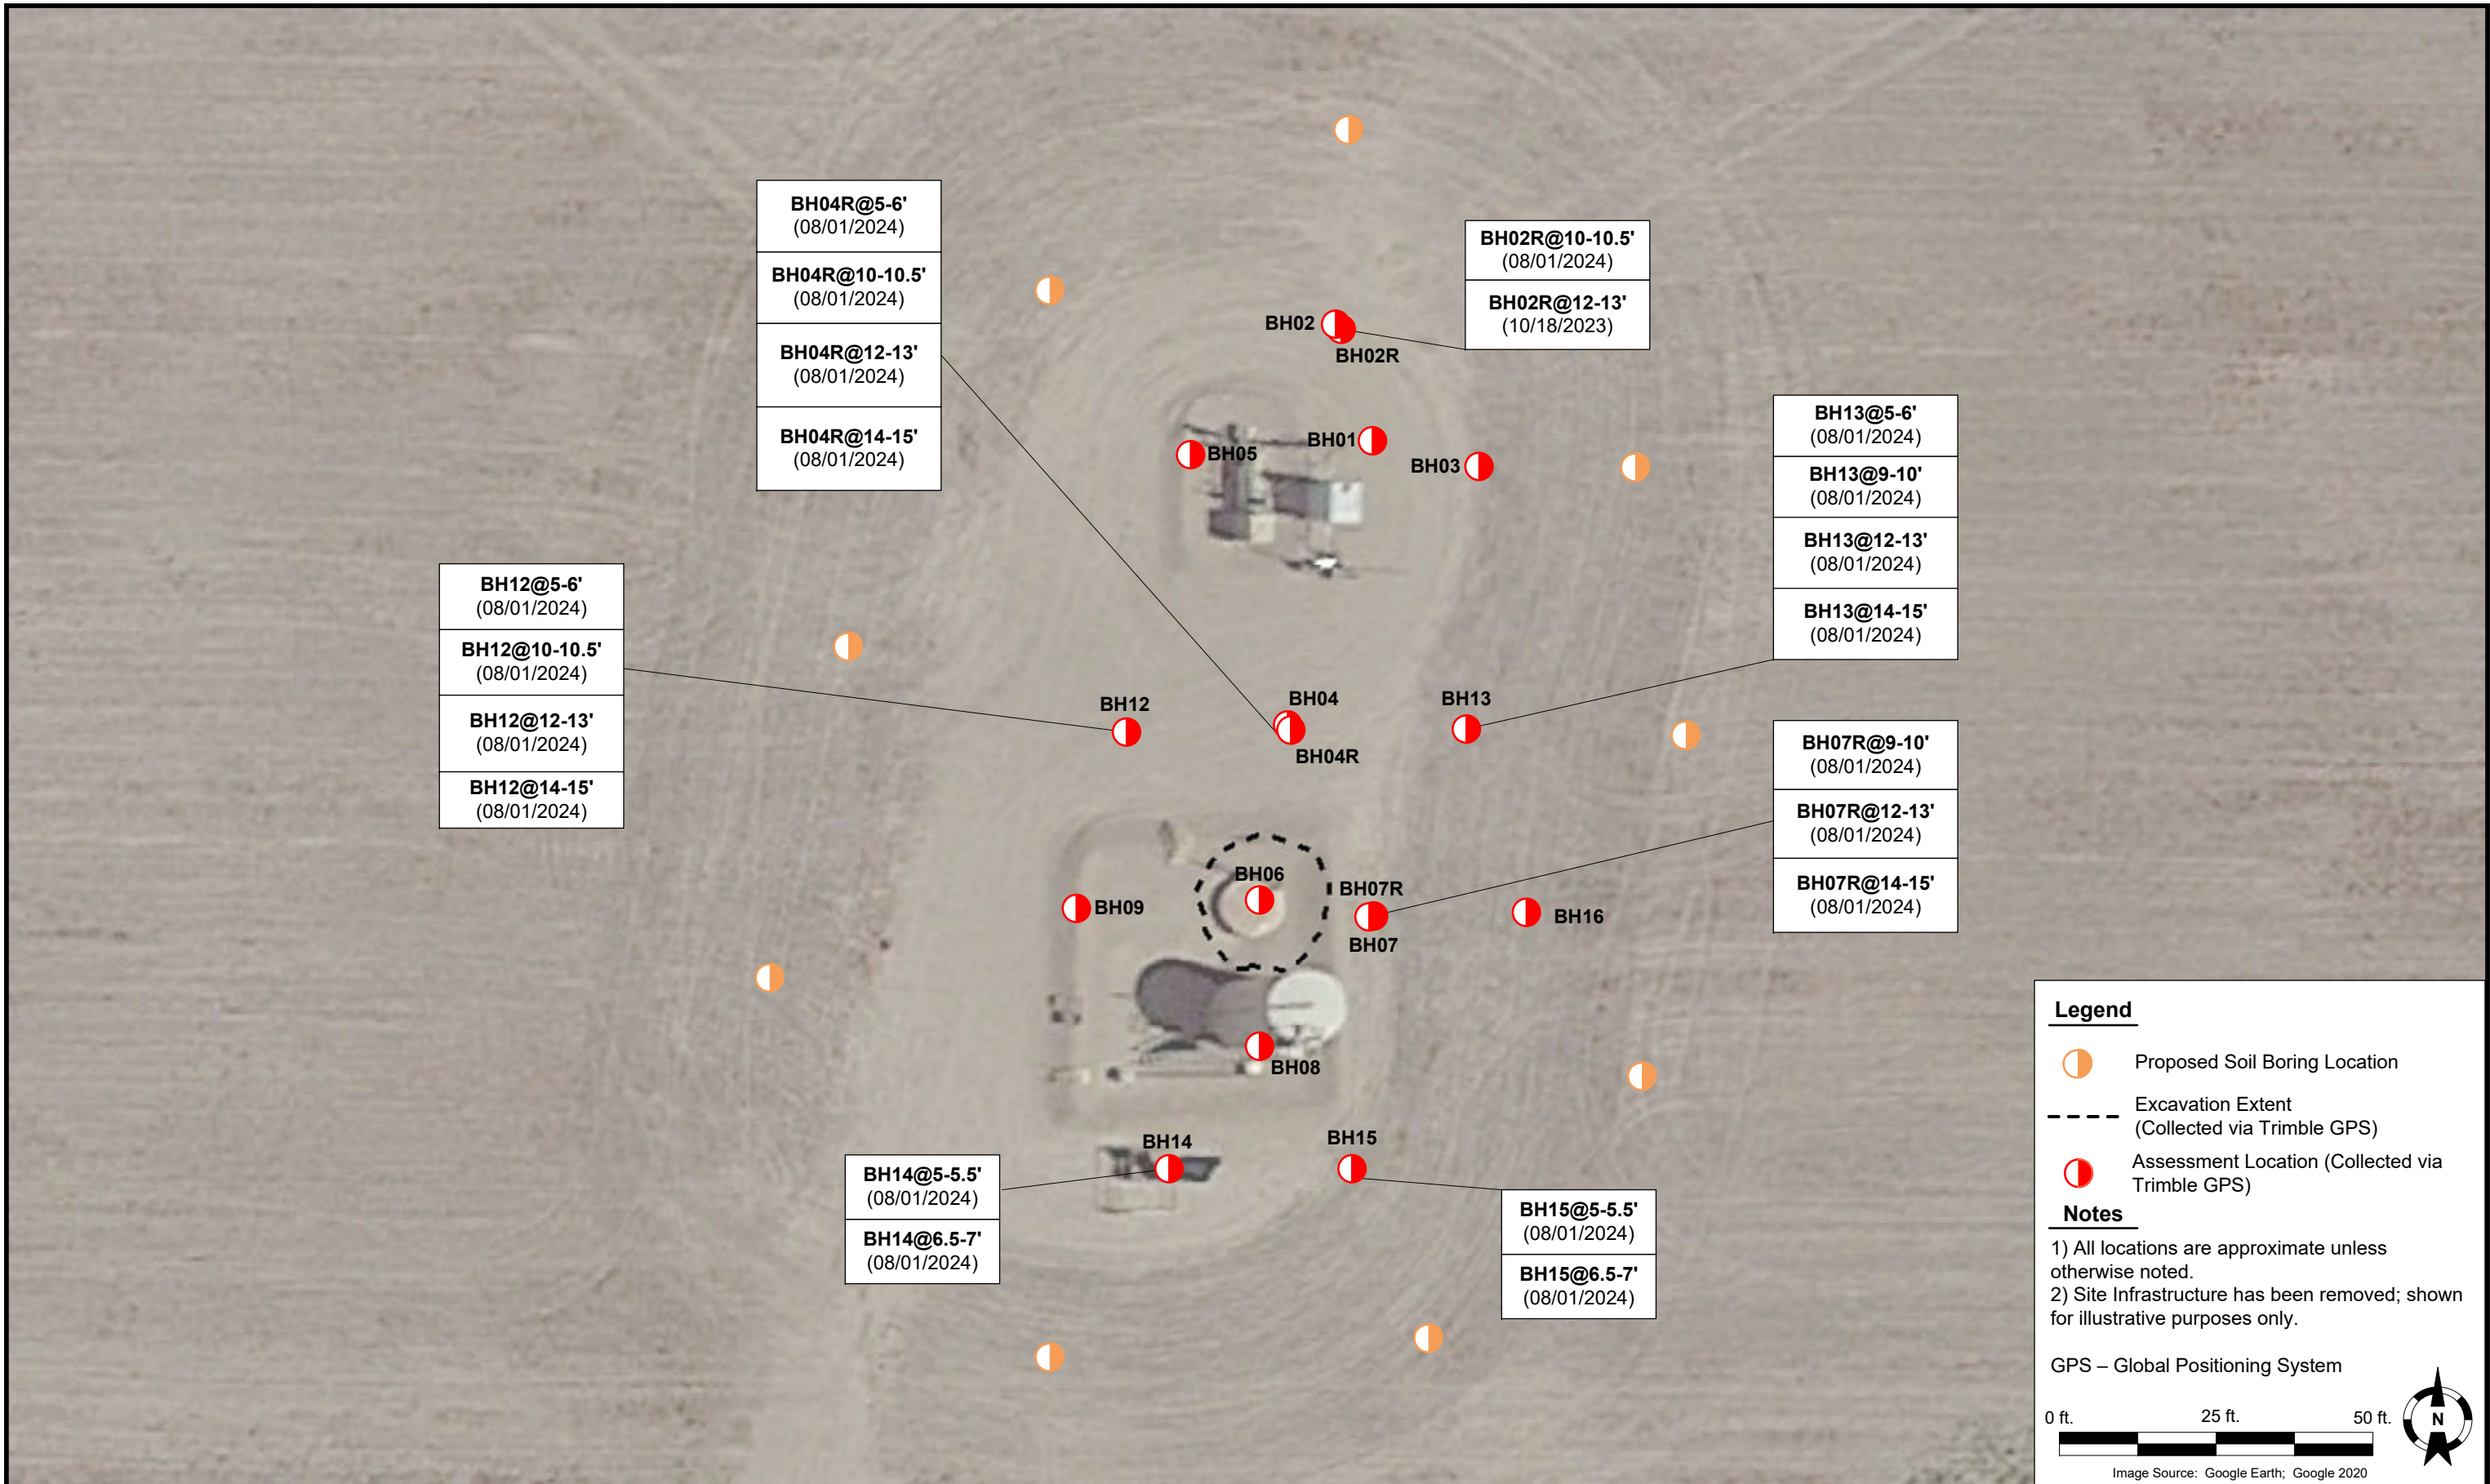 BH04R@5-6'
(08/01/2024)
BH04R@10-10.5'
(08/01/2024)
BH04R@12-13'
(08/01/2024)
BH04R@14-15'
(08/01/2024)
BH02R@10-10.5'
(08/01/2024)
BH02R@12-13'
(10/18/2023)
BH02
BH02R
BH01
BH05
BH03
BH13@5-6'
(08/01/2024)
BH13@9-10'
(08/01/2024)
BH13@12-13'
(08/01/2024)
BH13@14-15'
(08/01/2024)
BH12@5-6'
(08/01/2024)
BH12@10-10.5'
(08/01/2024)
BH12@12-13'
(08/01/2024)
BH12@14-15'
(08/01/2024)
BH12
BH04
BH04R
BH13
BH07R@9-10'
(08/01/2024)
BH07R@12-13'
(08/01/2024)
BH07R@14-15'
(08/01/2024)
BH06
BH09
BH07R
BH07
BH16
BH08
BH14
BH15
BH14@5-5.5'
(08/01/2024)
BH14@6.5-7'
(08/01/2024)
BH15@5-5.5'
(08/01/2024)
BH15@6.5-7'
(08/01/2024)
Legend
Proposed Soil Boring Location
Excavation Extent
(Collected via Trimble GPS)
Assessment Location (Collected via
Trimble GPS)
Notes
1) All locations are approximate unless
otherwise noted.
2) Site Infrastructure has been removed; shown
for illustrative purposes only.
GPS – Global Positioning System
0 ft. 25 ft. 50 ft.
N
Image Source: Google Earth; Google 2020